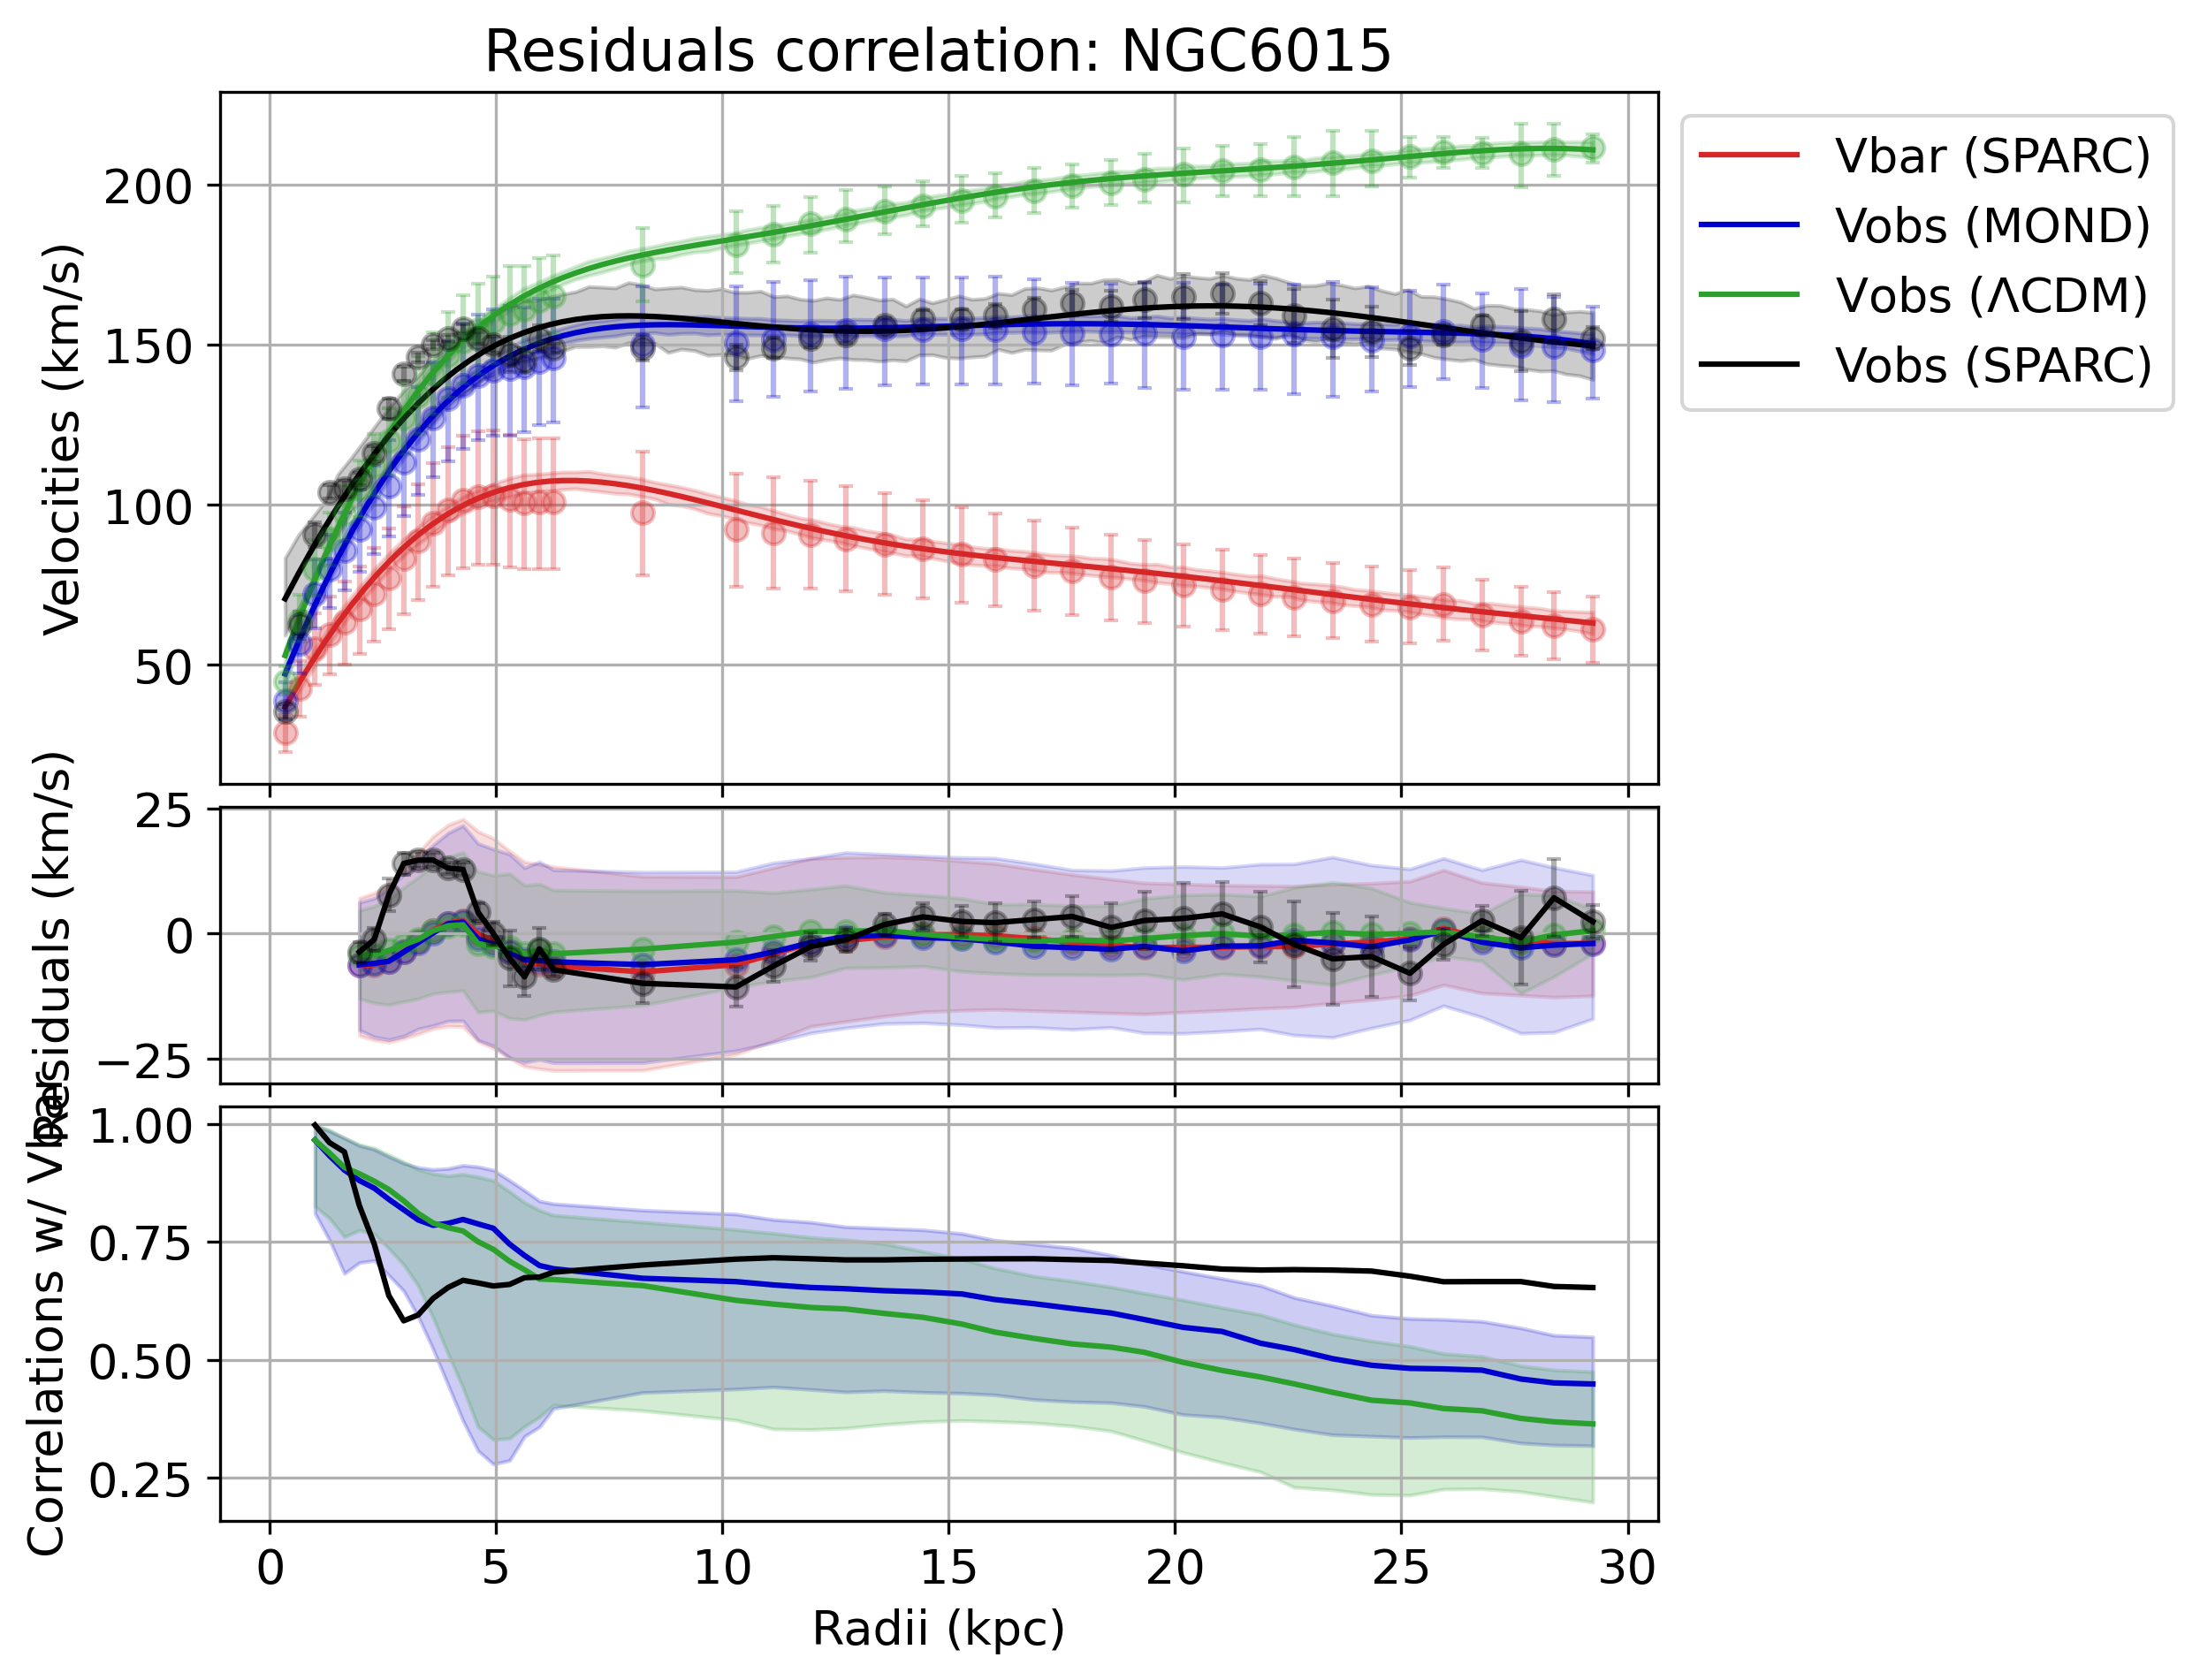 Residuals correlation: NGC6015
Velocities (km/s)
200
150
100
50
Vbar (SPARC)
Vobs (MOND)
Vobs (ΛCDM)
Vobs (SPARC)
Residuals (km/s)
25
0
−25
Correlations w/ Vbar
1.00
0.75
0.50
0.25
0 5 10 15 20 25 30
Radii (kpc)